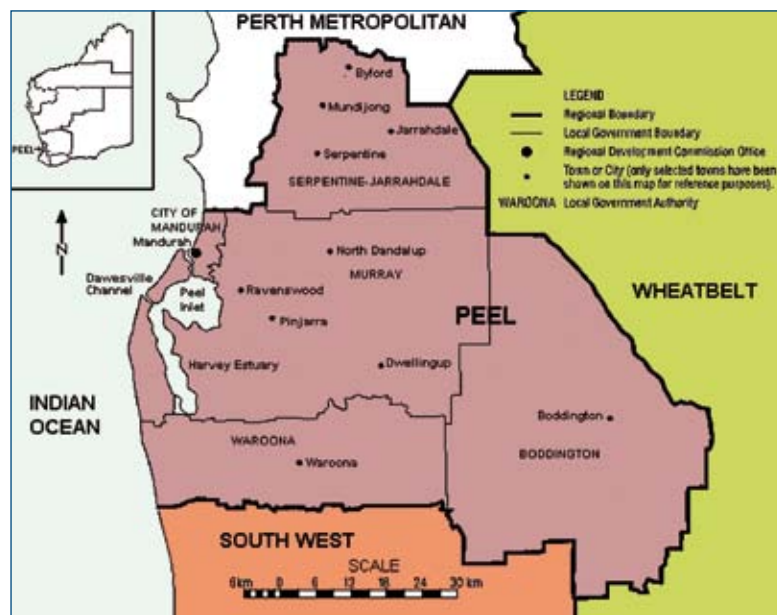 PERTH METROPOLITAN
PEEL
Byford
Mundijong
Jarrahdale
Serpentine
SERPENTINE-JARRAHDALE
LEGEND
Regional Boundary
Local Government Boundary
Regional Development Commission Office
Town or City (only selected towns have been
shown on this map for reference purposes).
WAROONA Local Government Authority
N
CITY OF
MANDURAH
Mandurah
North Dandalup
MURRAY
Dawesville
Channel
Peel
Inlet
Ravenswood
Pinjarra
PEEL
WHEATBELT
Harvey Estuary
Dwellingup
INDIAN
OCEAN
Boddington
BODDINGTON
WAROONA
Waroona
SOUTH WEST
SCALE
6km 0 6 12 18 24 30 km